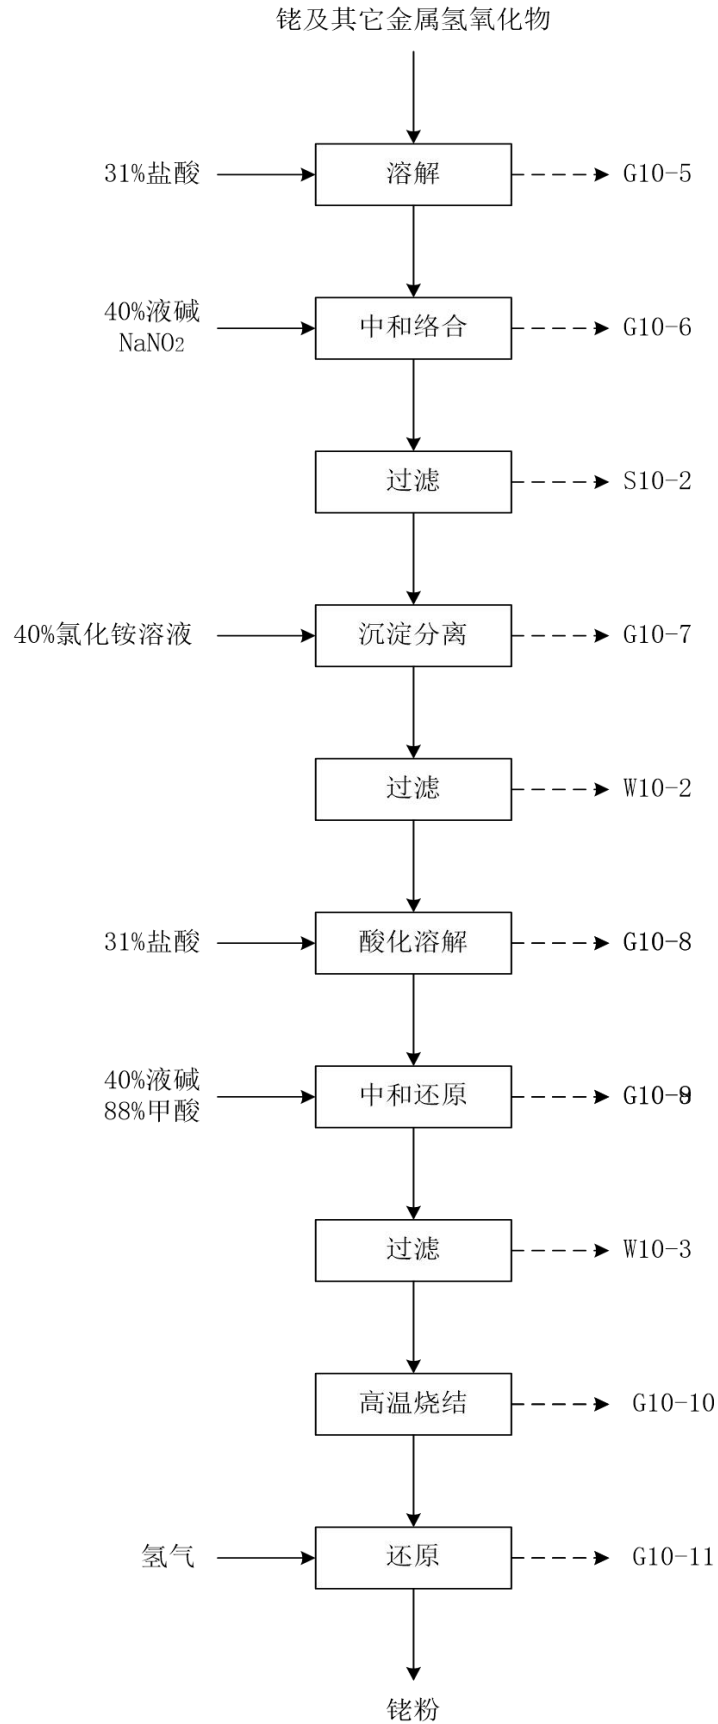 铑及其它金属氢氧化物
31%盐酸
溶解
G10-5
40%液碱
NaNO2
中和络合
G10-6
过滤
S10-2
40%氯化铵溶液
沉淀分离
G10-7
过滤
W10-2
31%盐酸
酸化溶解
G10-8
40%液碱
88%甲酸
中和还原
G10-9
过滤
W10-3
高温烧结
G10-10
氢气
还原
G10-11
铑粉